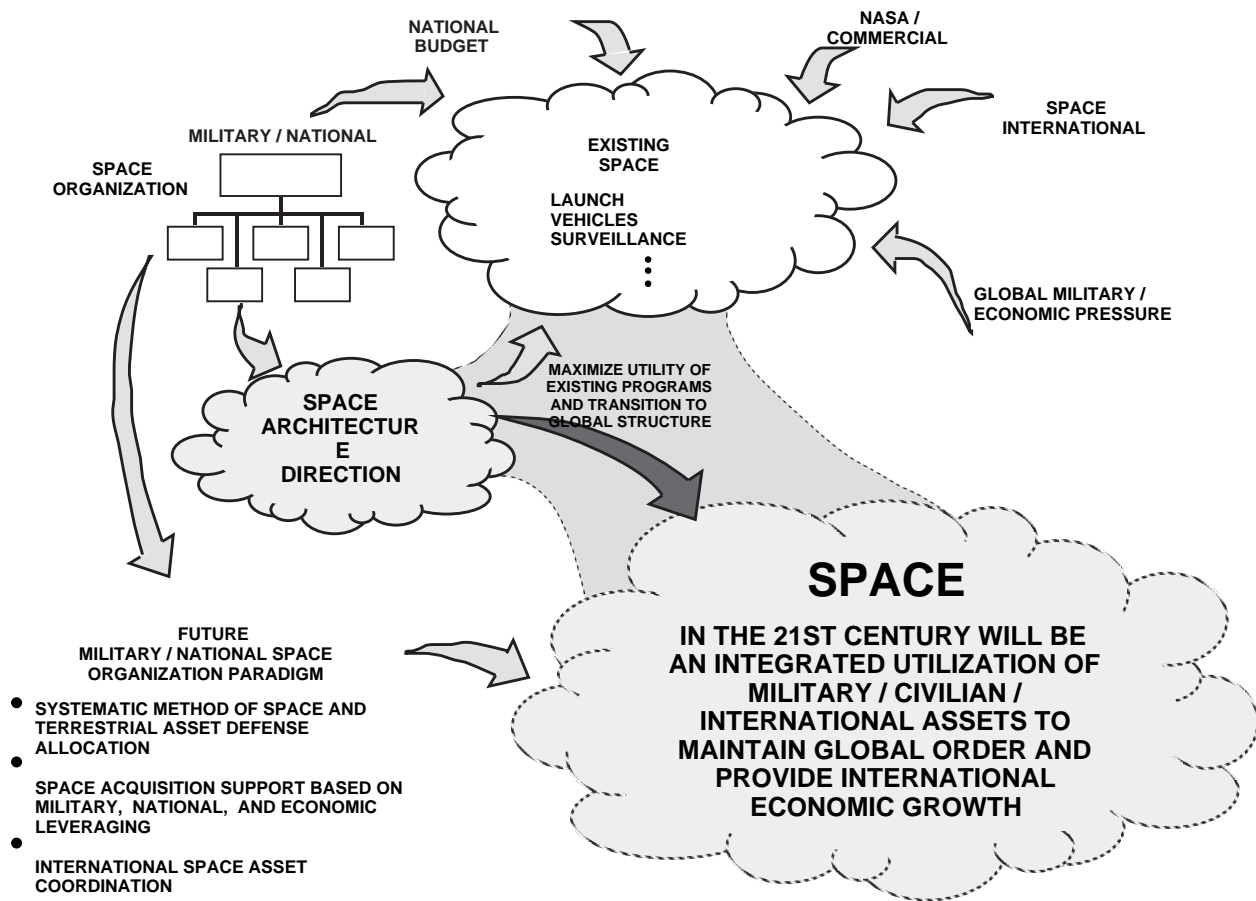 NATIONAL
BUDGET
NASA /
COMMERCIAL
SPACE
INTERNATIONAL
MILITARY / NATIONAL
SPACE
ORGANIZATION
EXISTING
SPACE
LAUNCH
VEHICLES
SURVEILLANCE
GLOBAL MILITARY /
ECONOMIC PRESSURE
MAXIMIZE UTILITY OF
EXISTING PROGRAMS
AND TRANSITION TO
GLOBAL STRUCTURE
SPACE
ARCHITECTUR
E
DIRECTION
SPACE
IN THE 21ST CENTURY WILL BE
AN INTEGRATED UTILIZATION OF
MILITARY / CIVILIAN /
INTERNATIONAL ASSETS TO
MAINTAIN GLOBAL ORDER AND
PROVIDE INTERNATIONAL
ECONOMIC GROWTH
FUTURE
MILITARY / NATIONAL SPACE
ORGANIZATION PARADIGM
• SYSTEMATIC METHOD OF SPACE AND
TERRESTRIAL ASSET DEFENSE
ALLOCATION
• SPACE ACQUISITION SUPPORT BASED ON
MILITARY, NATIONAL, AND ECONOMIC
LEVERAGING
• INTERNATIONAL SPACE ASSET
COORDINATION